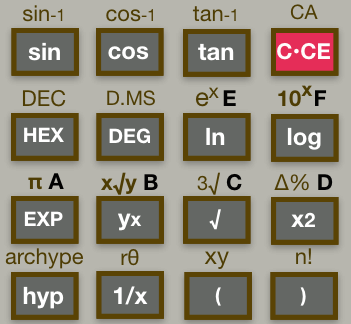 sin-1 cos-1 tan-1 CA
sin cos tan C·CE
DEC D.MS eˣ E 10ˣ F
HEX DEG ln log
π A x√y B 3√ C Δ% D
EXP yx √ x2
archype rθ xy n!
hyp 1/x ( )